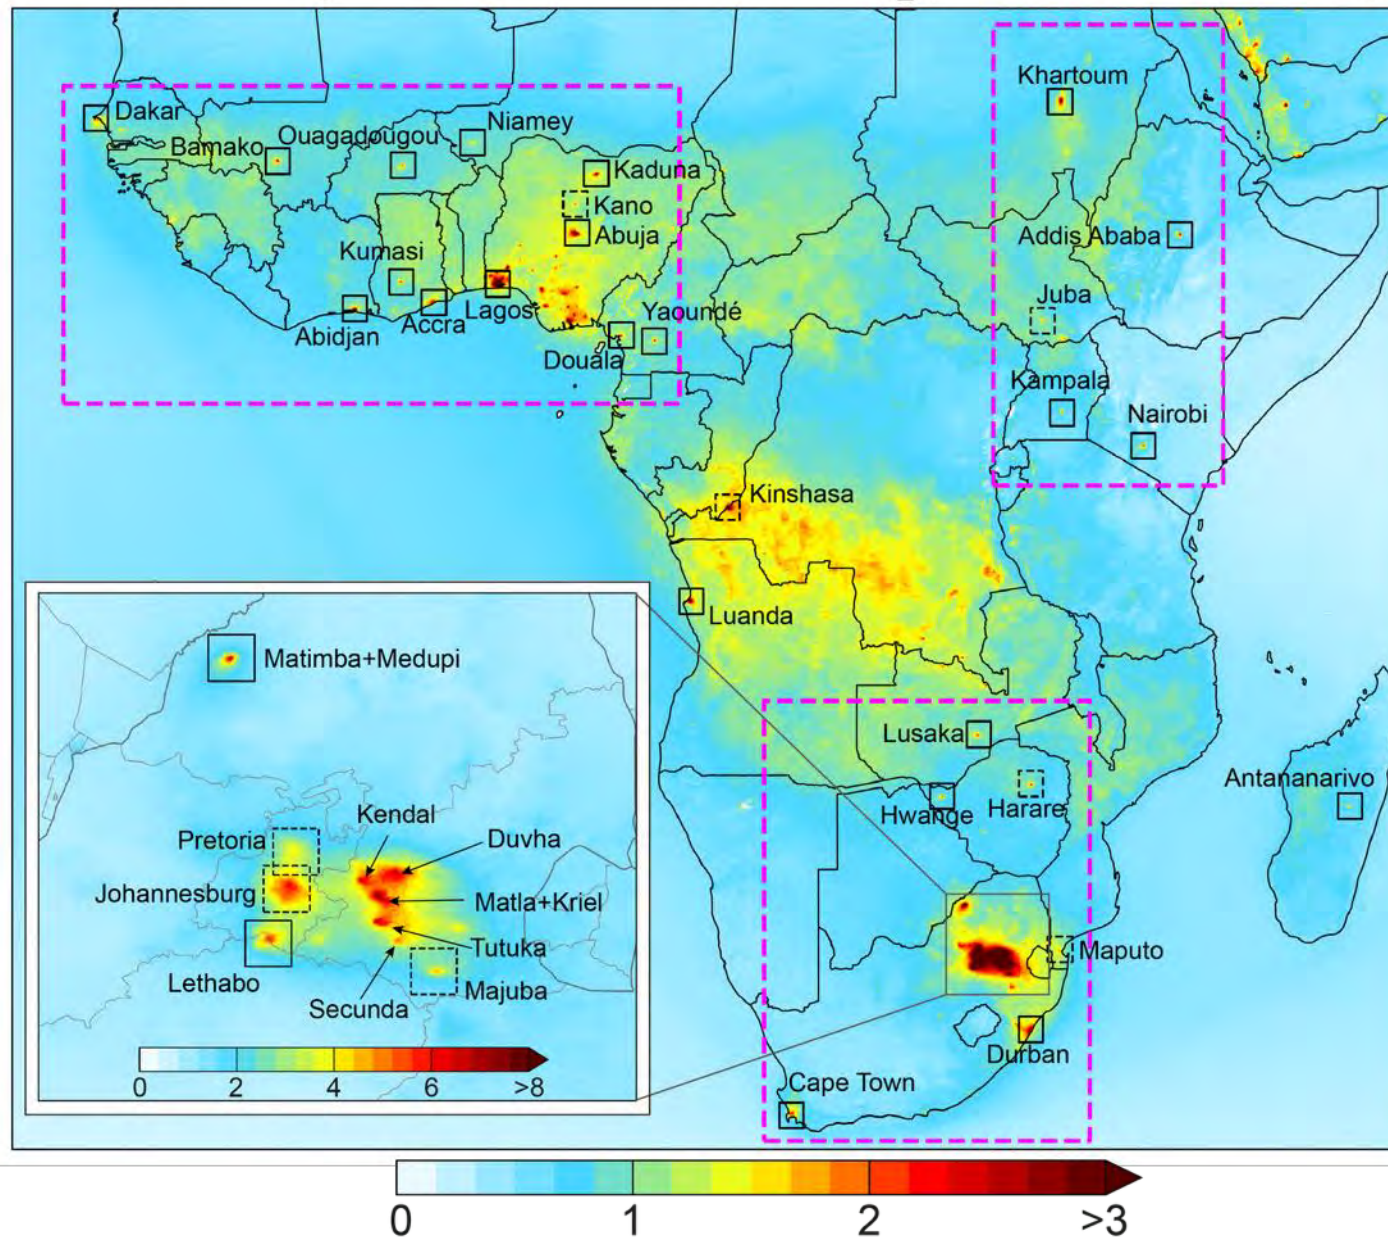 Khartoum
Dakar
Niamey
Ouagadougou
Bamako
Kaduna
Kano
Abuja
Addis Ababa
Kumasi
Juba
Lagos
Yaoundé
Accra
Abidjan
Douala
Kampala
Nairobi
Kinshasa
Luanda
Matimba+Medupi
Lusaka
Antananarivo
Hwange
Harare
Kendal
Pretoria
Duvha
Johannesburg
Matla+Kriel
Tutuka
Maputo
Lethabo
Majuba
Secunda
Durban
0 2 4 6 >8
Cape Town
0 1 2 >3